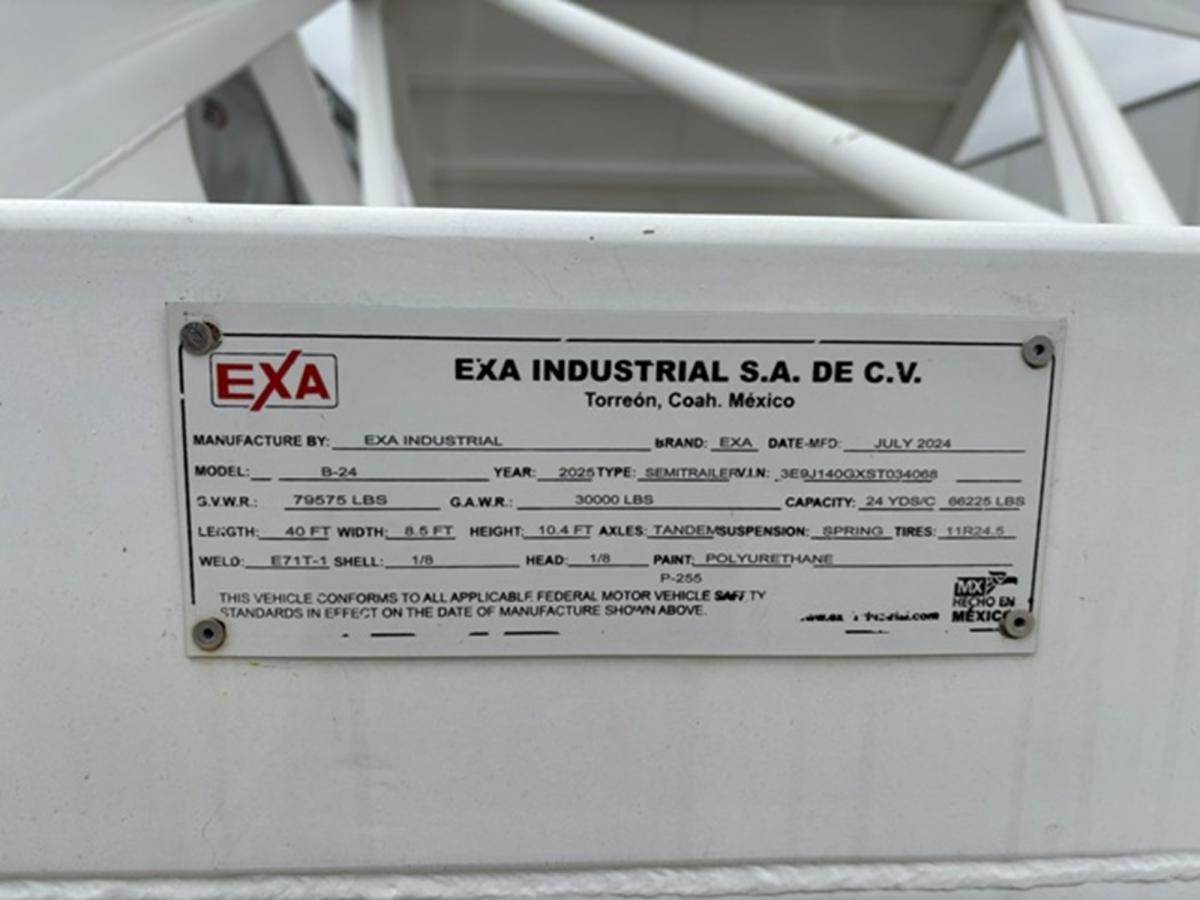 EXA
EXA INDUSTRIAL S.A. DE C.V.
Torreón, Coah. México
MANUFACTURE BY: EXA INDUSTRIAL BRAND: EXA DATE-MFD: JULY 2024
MODEL: B-24 YEAR: 2025 TYPE: SEMITRAILER V.I.N: 3E9J140GXST034068
G.V.W.R.: 79575 LBS G.A.W.R.: 30000 LBS CAPACITY: 24 YDS/C 66225 LBS
LENGTH: 40 FT WIDTH: 8.5 FT HEIGHT: 10.4 FT AXLES: TANDEM SUSPENSION: SPRING TIRES: 11R24.5
WELD: E71T-1 SHELL: 1/8 HEAD: 1/8 PAINT: POLYURETHANE
P-255
THIS VEHICLE CONFORMS TO ALL APPLICABLE FEDERAL MOTOR VEHICLE SAFETY
STANDARDS IN EFFECT ON THE DATE OF MANUFACTURE SHOWN ABOVE.
MX
HECHO EN
MÉXICO